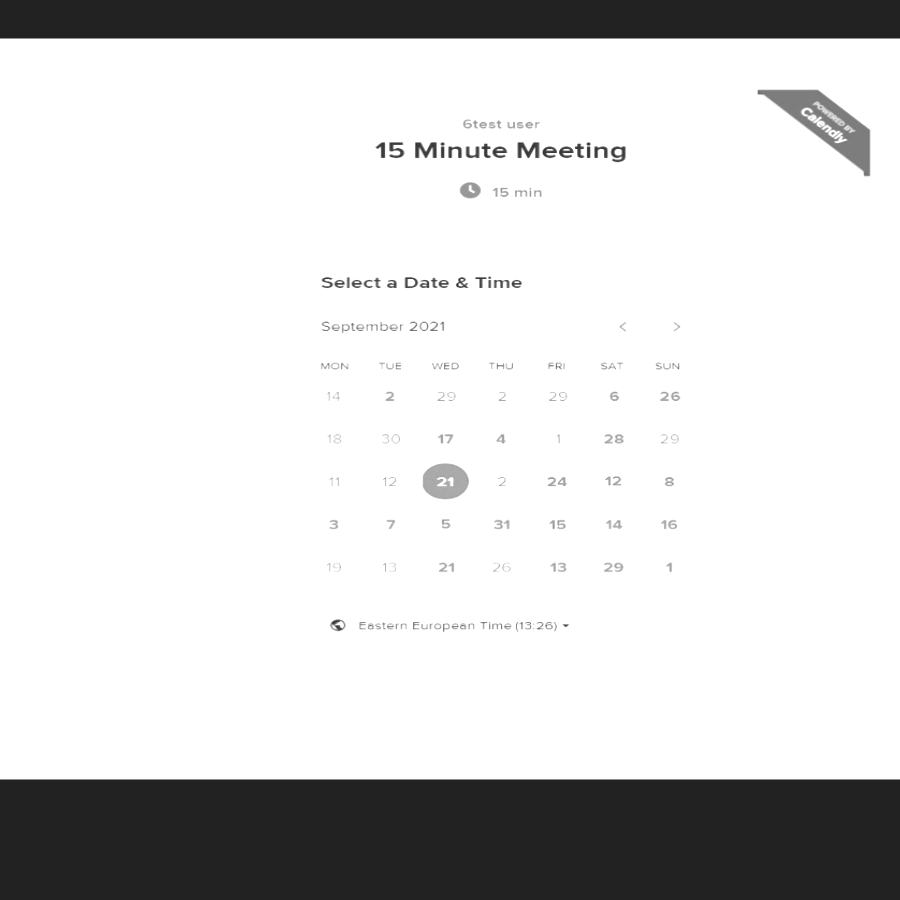 POWERED BY
Calendly
6test user
15 Minute Meeting
15 min
Select a Date & Time
September 2021 < >
MON TUE WED THU FRI SAT SUN
14 2 29 2 29 6 26
18 30 17 4 1 28 29
11 12 21 2 24 12 8
3 7 5 31 15 14 16
19 13 21 26 13 29 1
Eastern European Time (13:26)